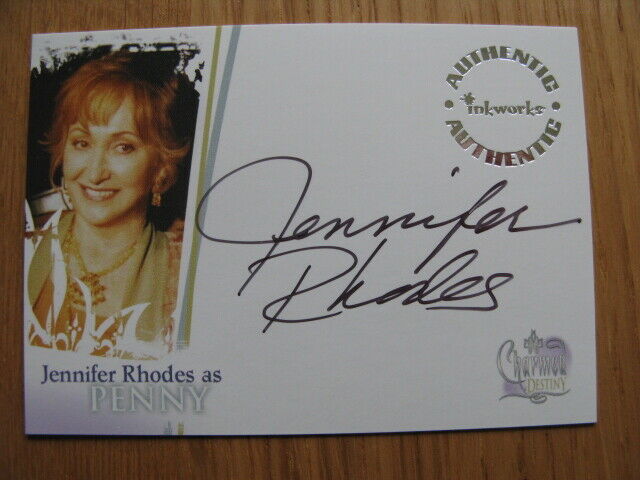 AUTHENTIC
inkworks
AUTHENTIC
Jennifer
Rhodes
Jennifer Rhodes as
PENNY
Charmed
DESTINY